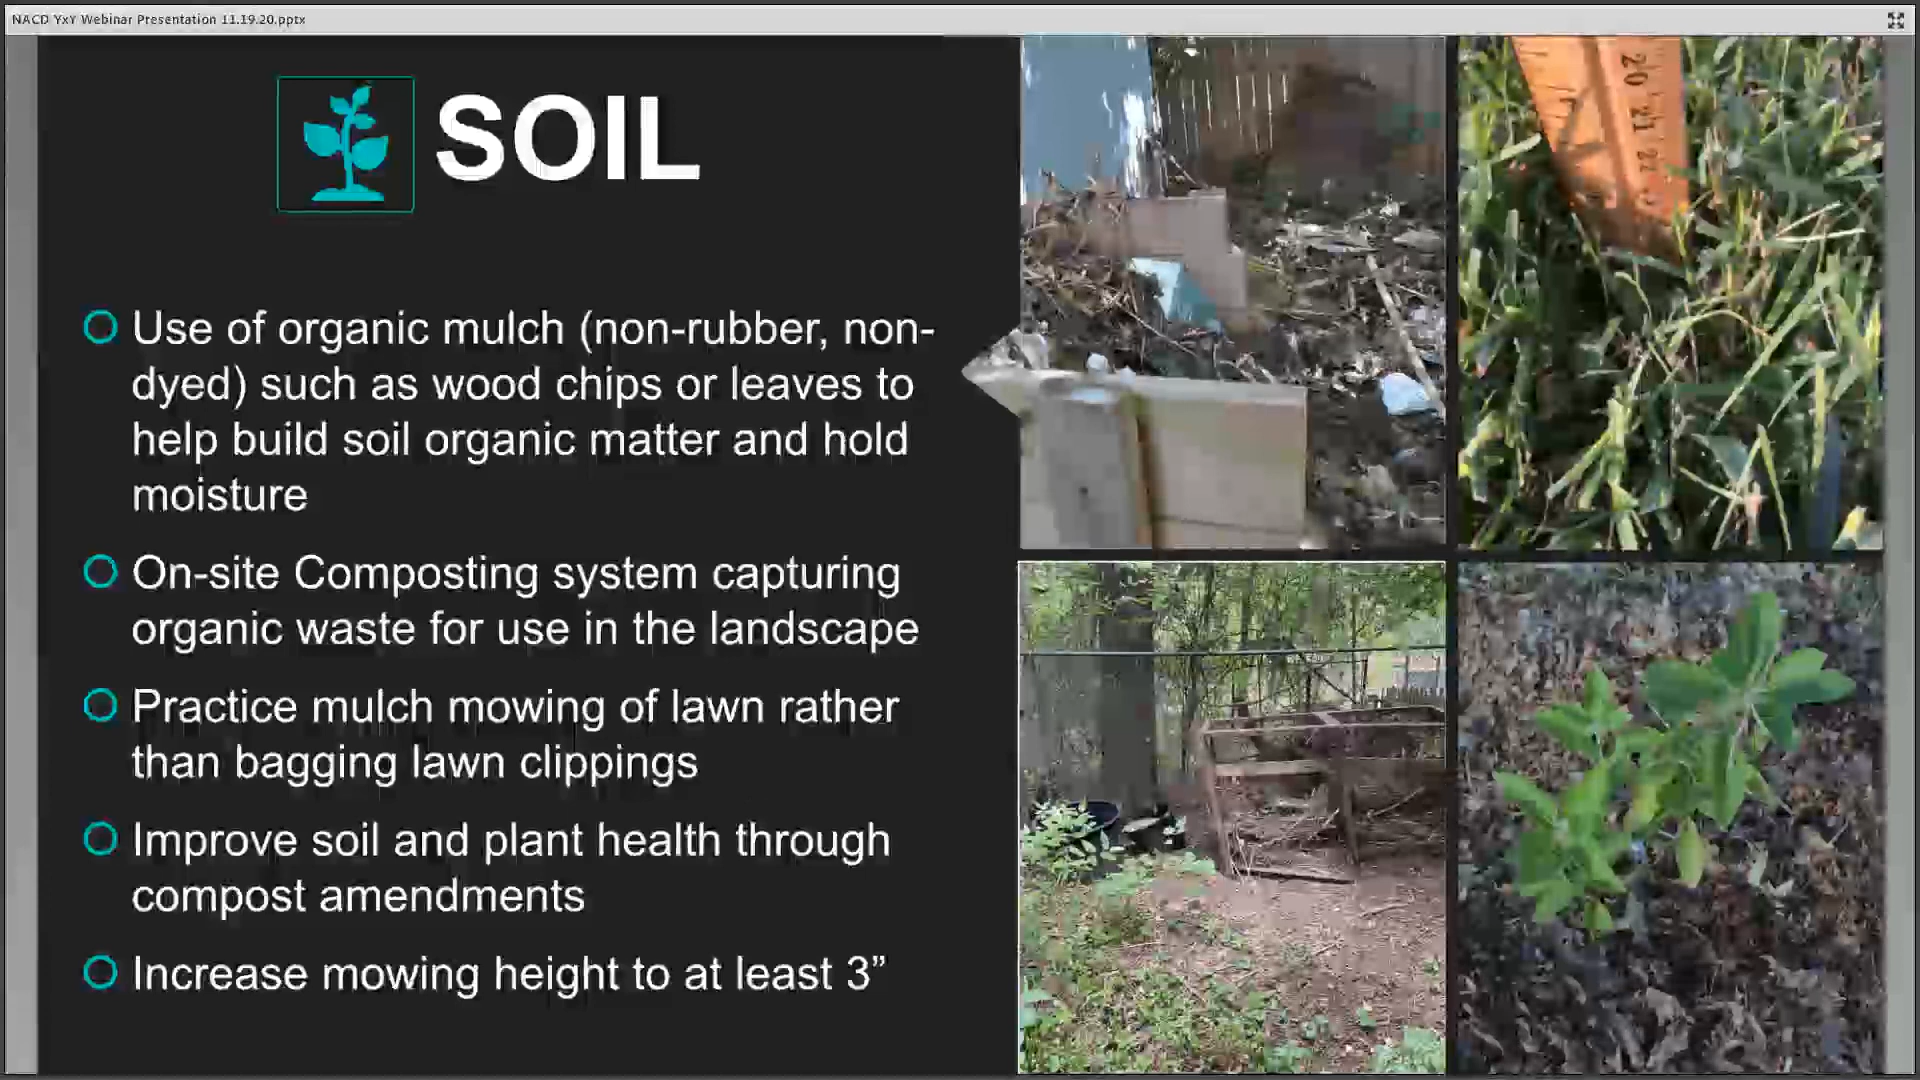 NACD YxY Webinar Presentation 11.19.20.pptx
SOIL
Use of organic mulch (non-rubber, non-
dyed) such as wood chips or leaves to
help build soil organic matter and hold
moisture
On-site Composting system capturing
organic waste for use in the landscape
Practice mulch mowing of lawn rather
than bagging lawn clippings
Improve soil and plant health through
compost amendments
Increase mowing height to at least 3”
20
21
22